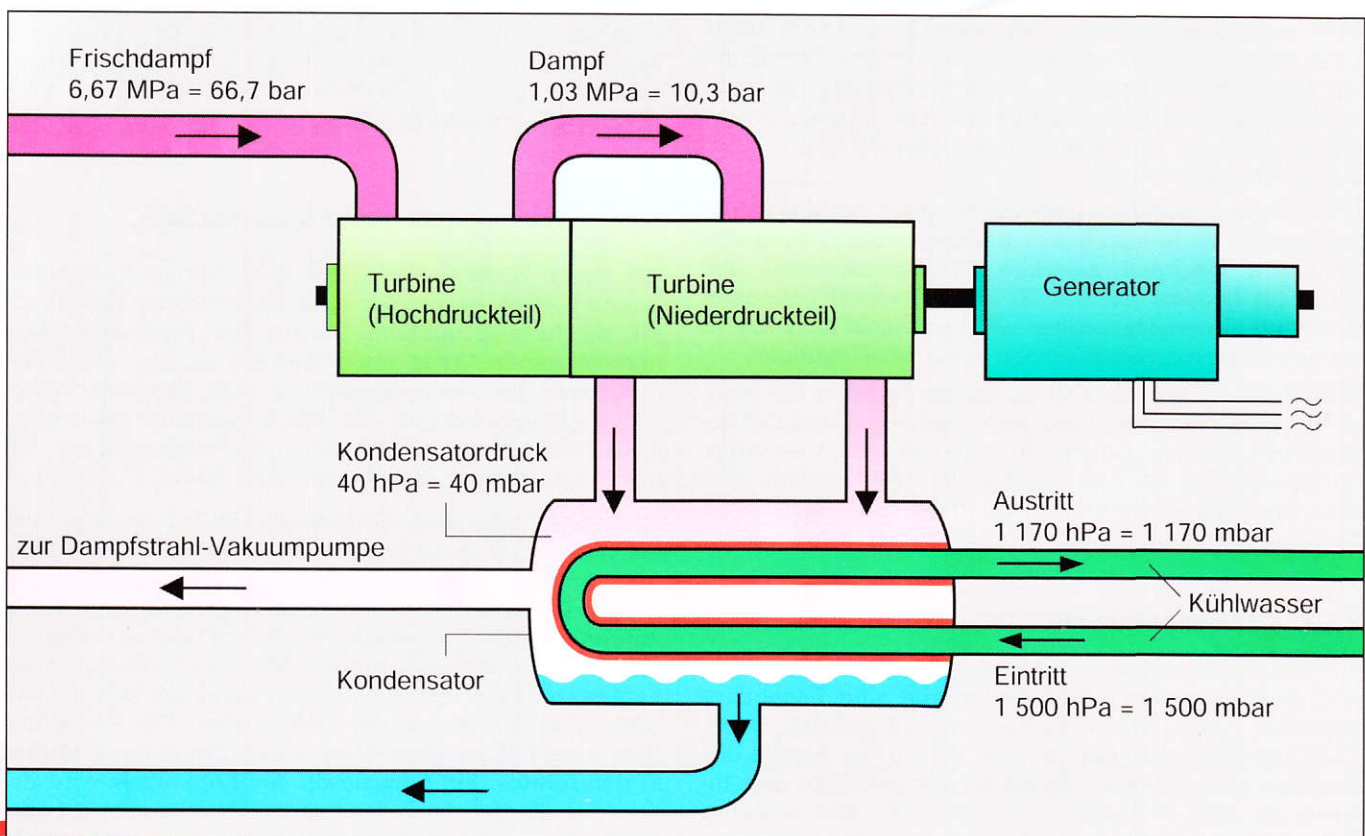 Frischdampf
6,67 MPa = 66,7 bar
Dampf
1,03 MPa = 10,3 bar
Turbine
(Hochdruckteil)
Turbine
(Niederdruckteil)
Generator
Kondensatordruck
40 hPa = 40 mbar
zur Dampfstrahl-Vakuumpumpe
Austritt
1 170 hPa = 1 170 mbar
Kühlwasser
Kondensator
Eintritt
1 500 hPa = 1 500 mbar